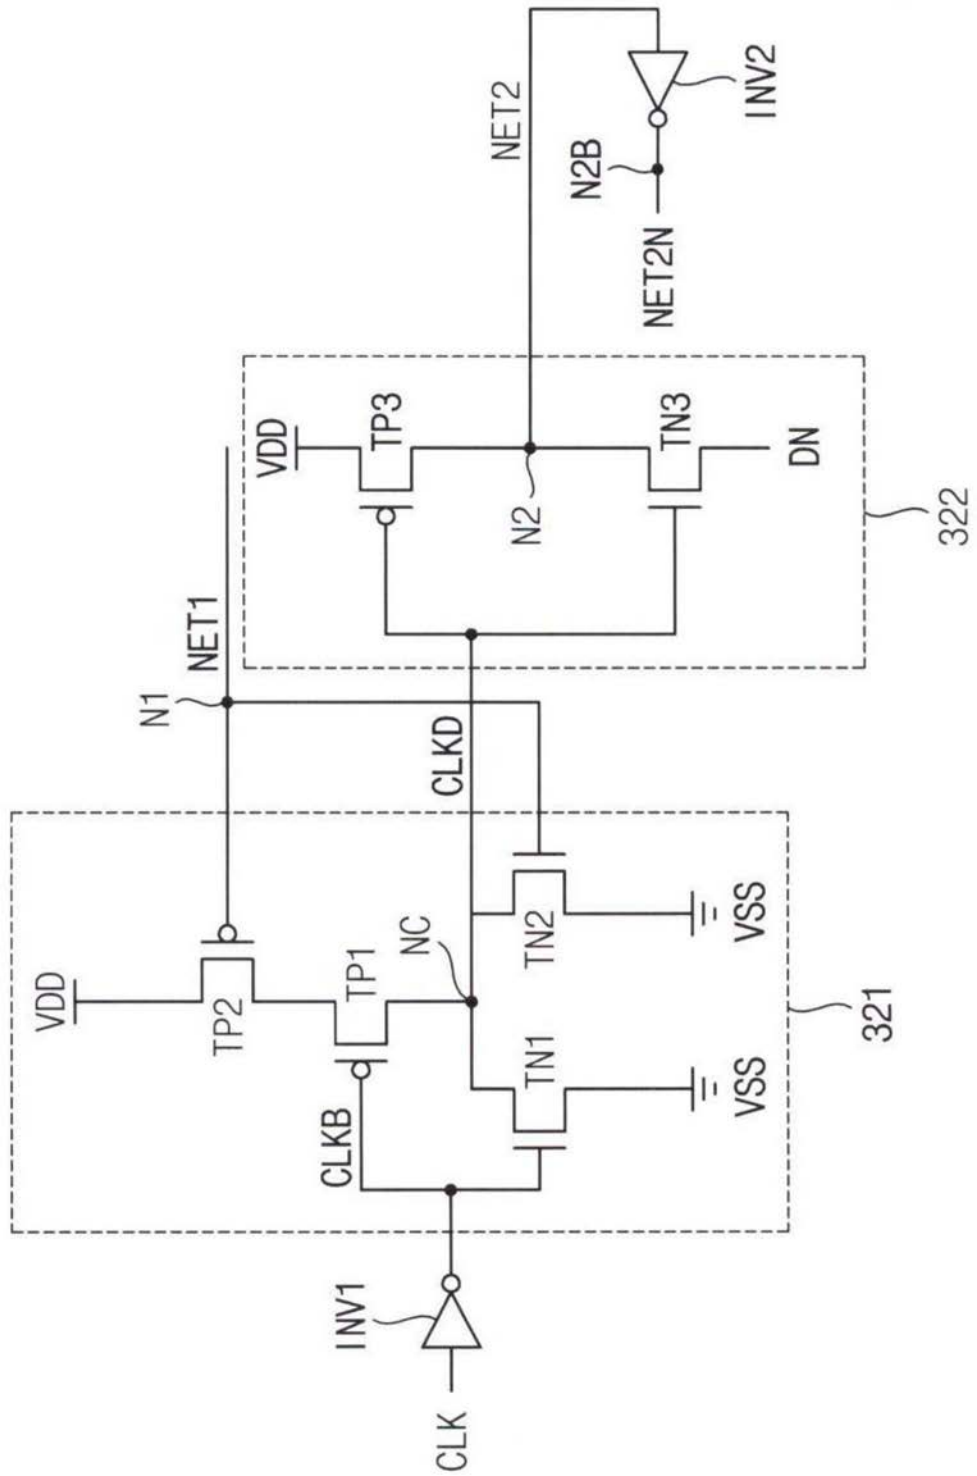 CLK
INV1
CLKB
VDD
TP2
TP1
NC
TN1
TN2
VSS
VSS
321
N1
NET1
CLKD
VDD
TP3
N2
TN3
DN
322
NET2
N2B
NET2N
INV2